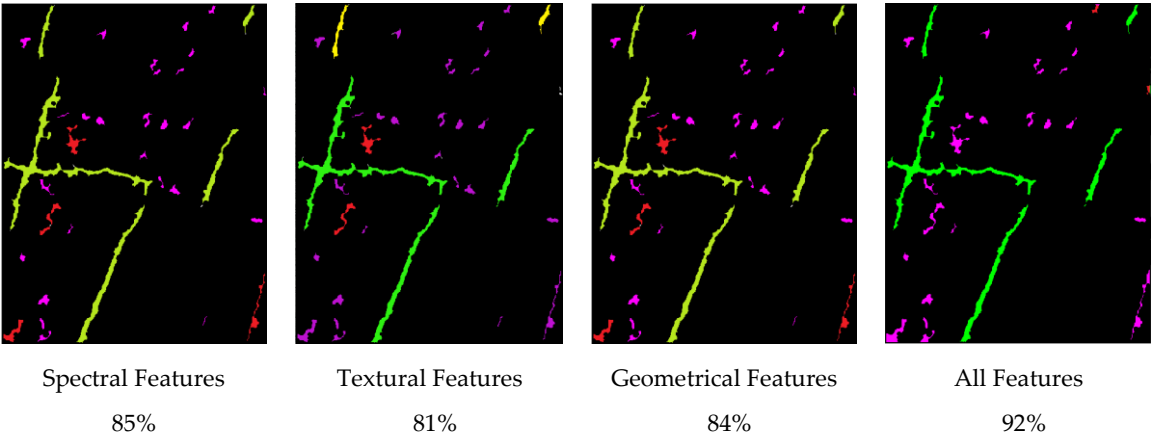 Spectral Features
Textural Features
Geometrical Features
All Features
85%
81%
84%
92%